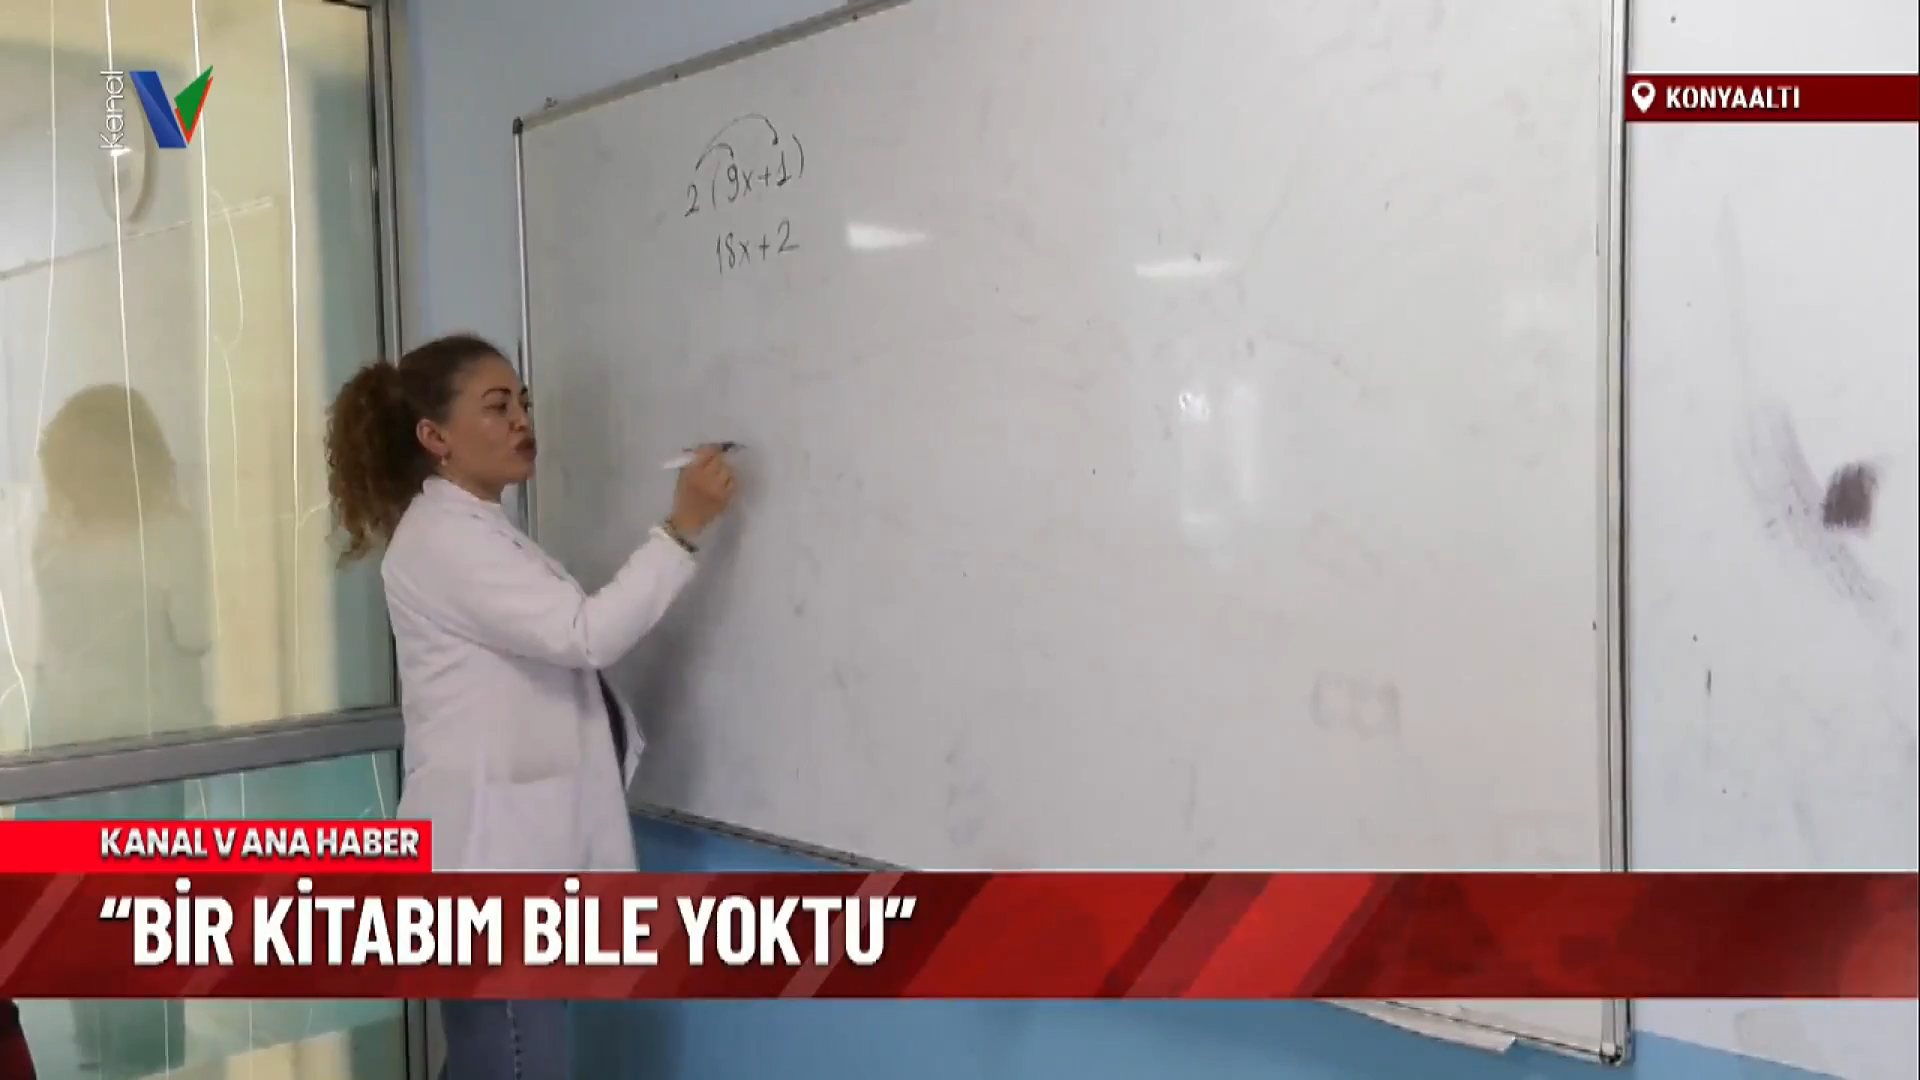 Kanal V
KONYAALTI
2(9x+1)
18x+2
KANAL V ANA HABER
“BİR KİTABIM BİLE YOKTU”